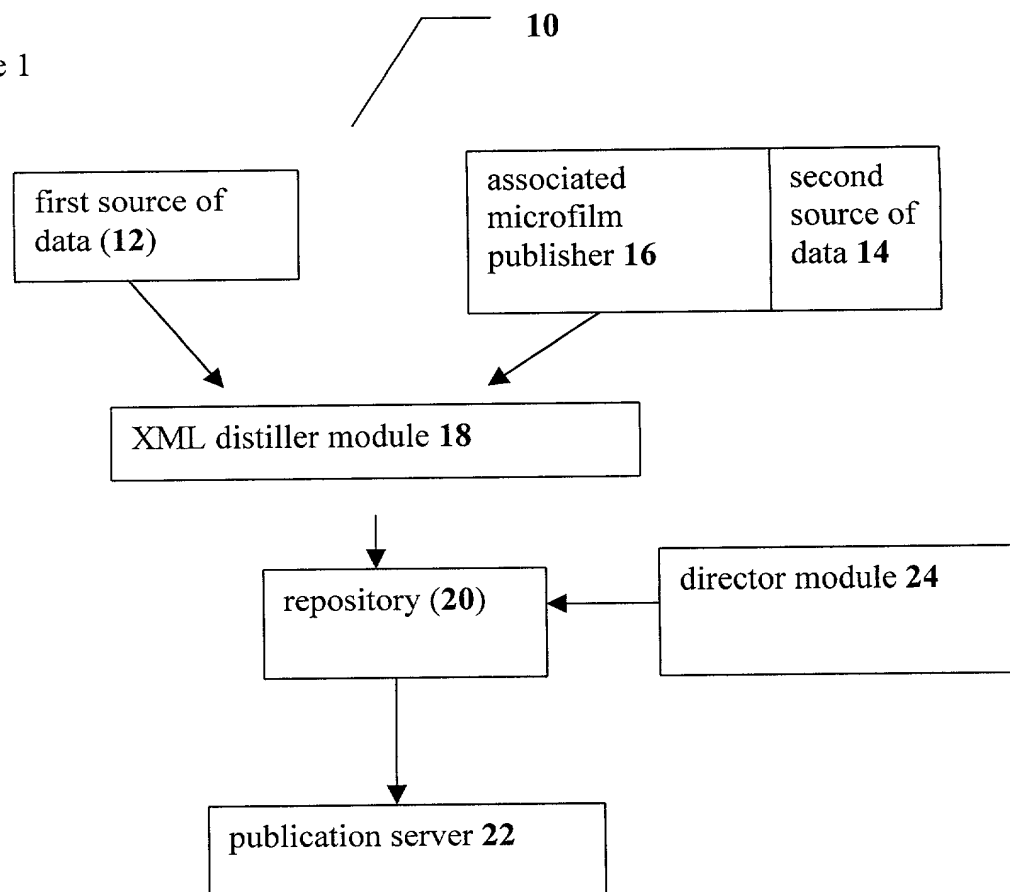 10
e 1
first source of
data (12)
associated
microfilm
publisher 16
second
source of
data 14
XML distiller module 18
repository (20)
director module 24
publication server 22